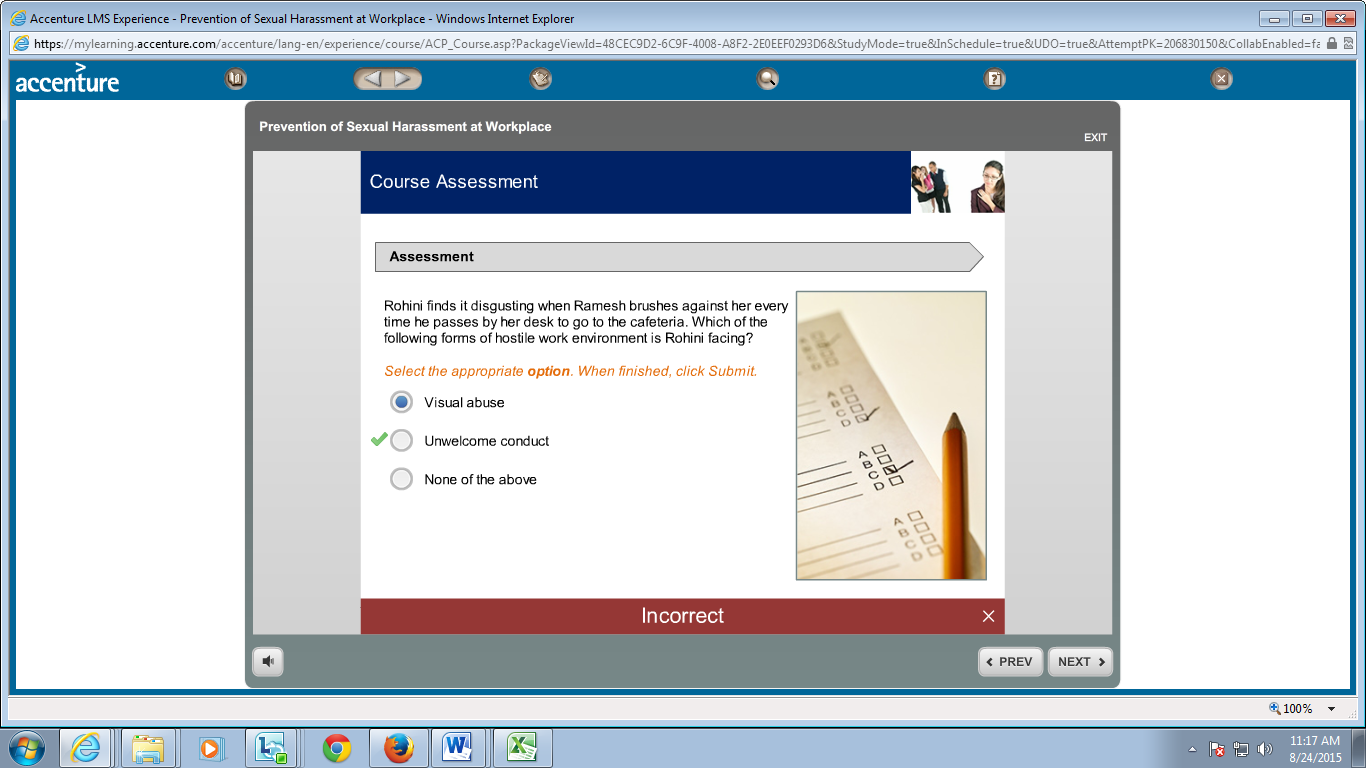 Accenture LMS Experience - Prevention of Sexual Harassment at Workplace - Windows Internet Explorer
https://mylearning.accenture.com/accenture/lang-en/experience/course/ACP_Course.asp?PackageViewId=48CEC9D2-6C9F-4008-A8F2-2E0EEF0293D6&StudyMode=true&InSchedule=true&UDO=true&AttemptPK=206830150&CollabEnabled=fa
accenture
Prevention of Sexual Harassment at Workplace
EXIT
Course Assessment
Assessment
Rohini finds it disgusting when Ramesh brushes against her every
time he passes by her desk to go to the cafeteria. Which of the
following forms of hostile work environment is Rohini facing?
Select the appropriate option. When finished, click Submit.
Visual abuse
Unwelcome conduct
None of the above
A B C D
A B C D
A B C D
Incorrect
PREV
NEXT
100%
11:17 AM
8/24/2015